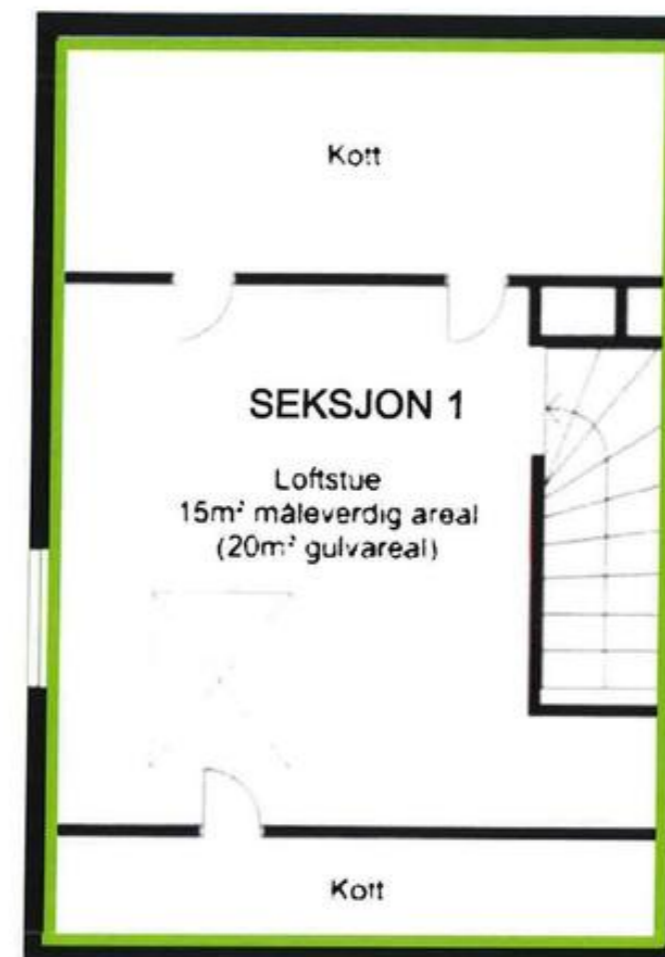 Kott
SEKSJON 1
Loftstue
15m² måleverdig areal
(20m² gulvareal)
Kott